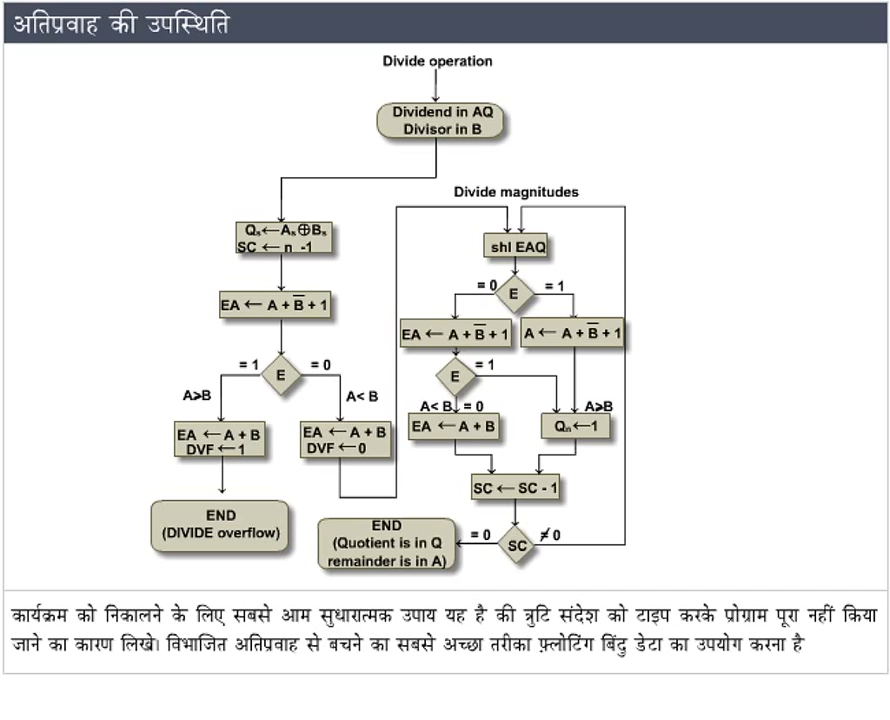 अतिप्रवाह की उपस्थिति
Divide operation
Dividend in AQ
Divisor in B
Divide magnitudes
Qₛ←Aₛ⊕Bₛ
SC ← n -1
EA ← A + B̅ + 1
E
= 1
= 0
A⩾B
A< B
EA ← A + B
DVF ← 1
EA ← A + B
DVF ← 0
END
(DIVIDE overflow)
shl EAQ
= 0
E
= 1
EA ← A + B̅ + 1
A ← A + B̅ + 1
E
= 1
A< B
= 0
A⩾B
EA ← A + B
Qₙ←1
SC ← SC - 1
SC
= 0
≠0
END
(Quotient is in Q
remainder is in A)
कार्यक्रम को निकालने के लिए सबसे आम सुधारात्मक उपाय यह है की त्रुटि संदेश को टाइप करके प्रोग्राम पूरा नहीं किया
जाने का कारण लिखे। विभाजित अतिप्रवाह से बचने का सबसे अच्छा तरीका फ़्लोटिंग बिंदु डेटा का उपयोग करना है